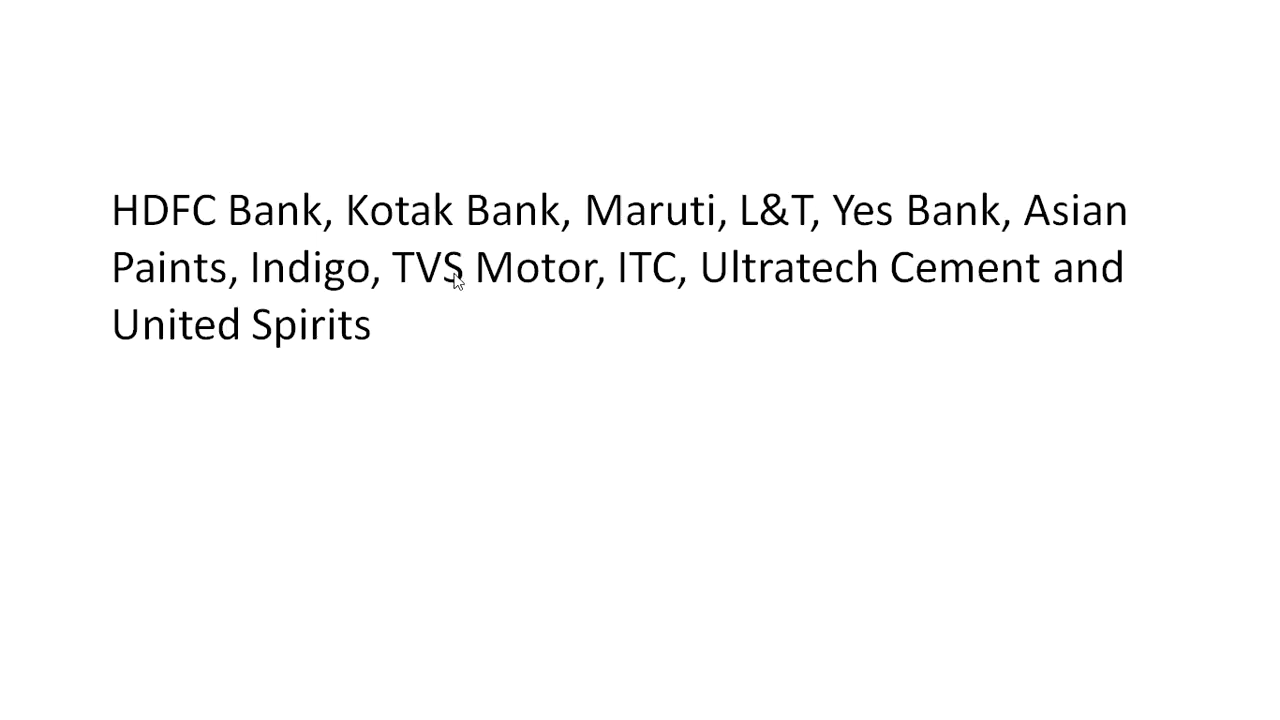 HDFC Bank, Kotak Bank, Maruti, L&T, Yes Bank, Asian
Paints, Indigo, TVS Motor, ITC, Ultratech Cement and
United Spirits